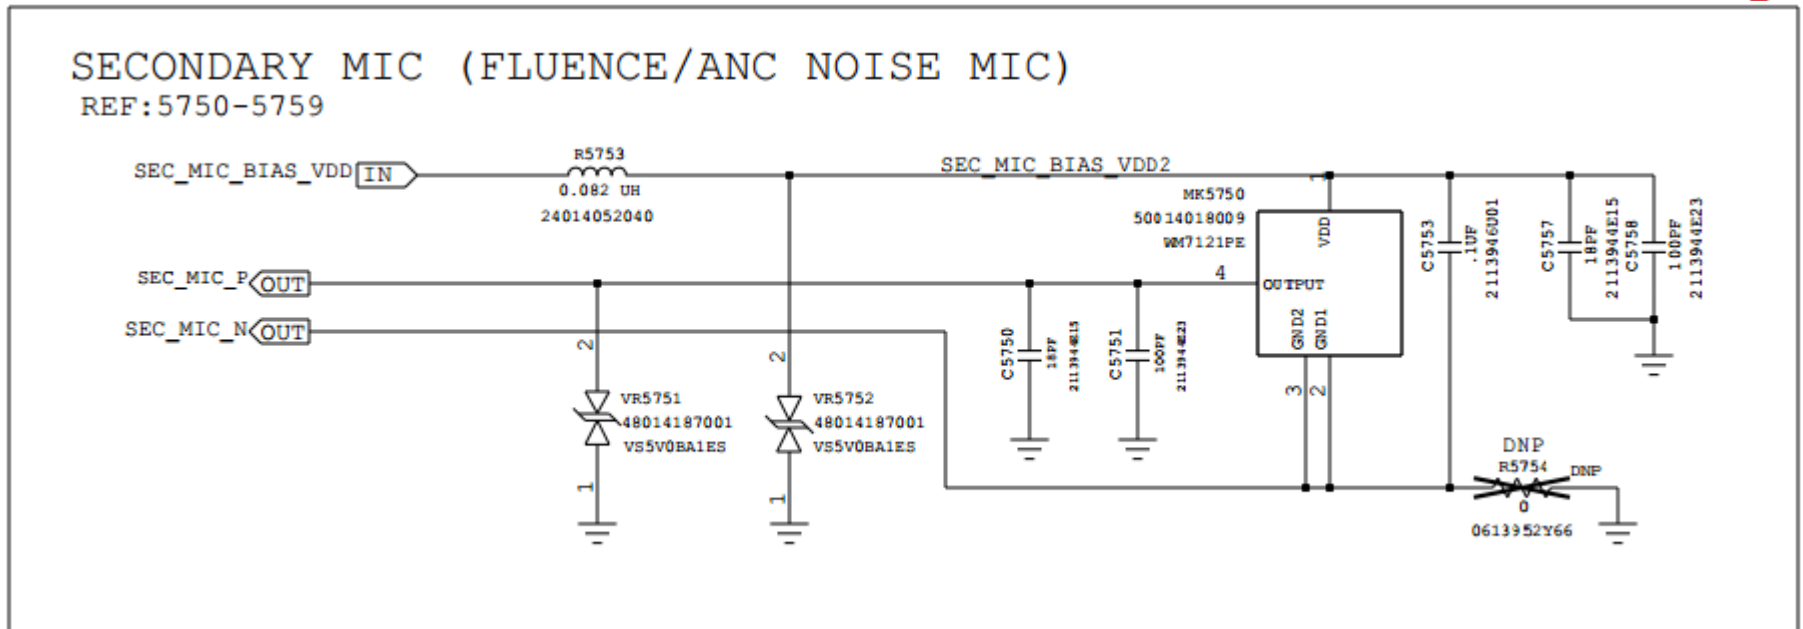 SECONDARY MIC (FLUENCE/ANC NOISE MIC)
REF:5750-5759
SEC_MIC_BIAS_VDD IN
R5753
0.082 UH
24014052040
SEC_MIC_BIAS_VDD2
SEC_MIC_P OUT
SEC_MIC_N OUT
2
VR5751
48014187001
VS5V0BA1ES
1
2
VR5752
48014187001
VS5V0BA1ES
1
C5750
18PF
2113944E15
C5751
100PF
2113944E23
MK5750
50014018009
WM7121PE
1
VDD
4
OUTPUT
GND2
GND1
3
2
C5753
.1UF
2113946U01
C5757
18PF
2113944E15
C5758
100PF
2113944E23
DNP
R5754
DNP
0
0613952Y66